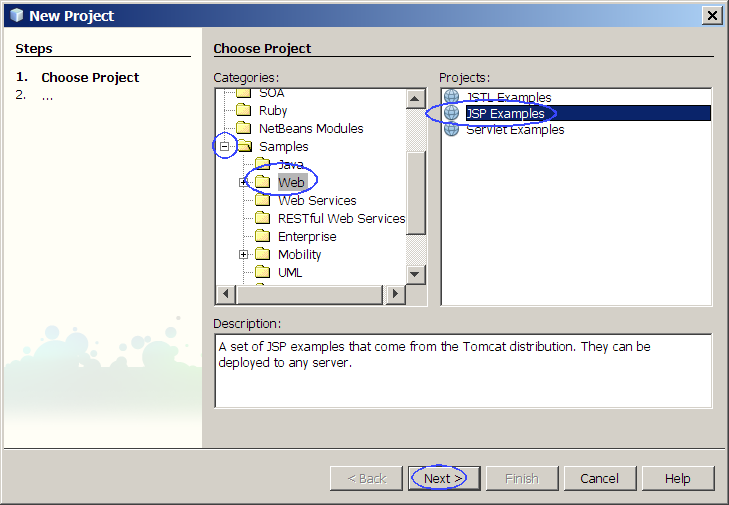 New Project
Steps
1. Choose Project
2. ...
Choose Project
Categories:
SOA
Ruby
NetBeans Modules
Samples
Java
Web
Web Services
RESTful Web Services
Enterprise
Mobility
UML
Projects:
JSTL Examples
JSP Examples
Servlet Examples
Description:
A set of JSP examples that come from the Tomcat distribution. They can be
deployed to any server.
< Back
Next >
Finish
Cancel
Help